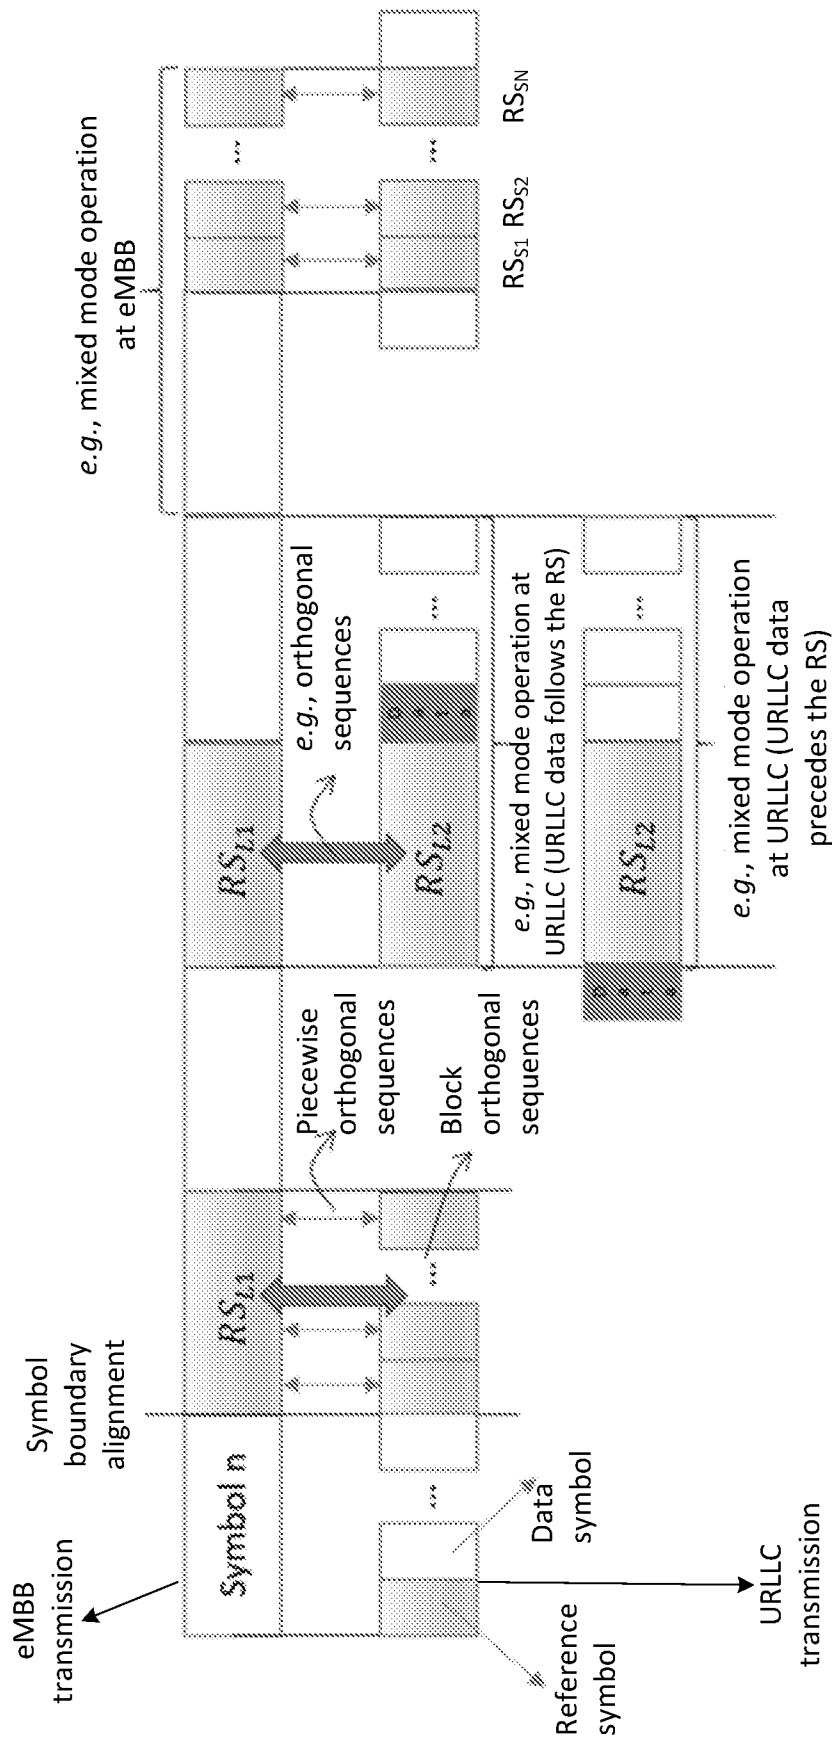 eMBB
transmission
Symbol
boundary
alignment
e.g., mixed mode operation
at eMBB
Symbol n
RS_L1
RS_L1
...
...
Piecewise
orthogonal
sequences
Block
orthogonal
sequences
e.g., orthogonal
sequences
...
RS_L2
Data
...
...
RS_S1 RS_S2
RS_SN
Reference
symbol
Data
symbol
e.g., mixed mode operation at
URLLC (URLLC data follows the RS)
Data
RS_L2
...
URLLC
transmission
e.g., mixed mode operation
at URLLC (URLLC data
precedes the RS)